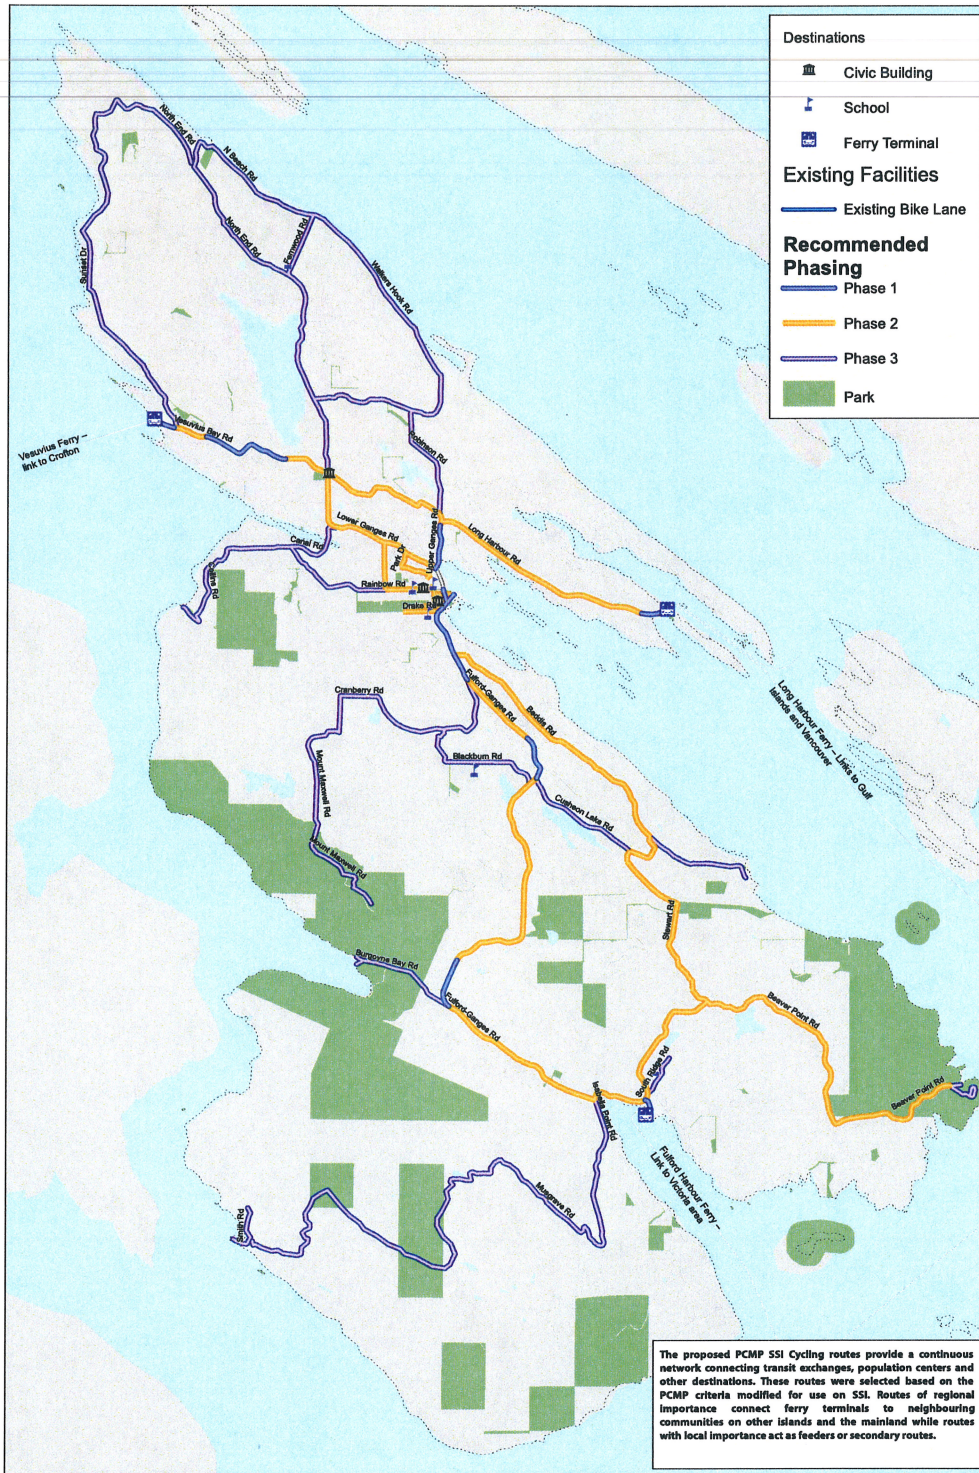 Destinations
Civic Building
School
Ferry Terminal
Existing Facilities
Existing Bike Lane
Recommended
Phasing
Phase 1
Phase 2
Phase 3
Park
North End Rd
N Beach Rd
North End Rd
Fernwood Rd
Sunset Dr
Walkers Hook Rd
Vesuvius Bay Rd
Vesuvius Ferry –
link to Crofton
Robinson Rd
Lower Ganges Rd
Upper Ganges Rd
Long Harbour Rd
Canal Rd
Park Dr
Collins Rd
Rainbow Rd
Drake Rd
Long Harbour Ferry – Links to Gulf
Islands and Vancouver
Cranberry Rd
Fulford-Ganges Rd
Beddis Rd
Mount Maxwell Rd
Blackburn Rd
Cusheon Lake Rd
Mount Maxwell Rd
Stewart Rd
Burgoyne Bay Rd
Fulford-Ganges Rd
Beaver Point Rd
South Ridge Rd
Beaver Point Rd
Isabella Point Rd
Fulford Harbour Ferry –
Link to Victoria area
Musgrave Rd
Smith Rd
The proposed PCMP SSI Cycling routes provide a continuous
network connecting transit exchanges, population centers and
other destinations. These routes were selected based on the
PCMP criteria modified for use on SSI. Routes of regional
importance connect ferry terminals to neighbouring
communities on other islands and the mainland while routes
with local importance act as feeders or secondary routes.